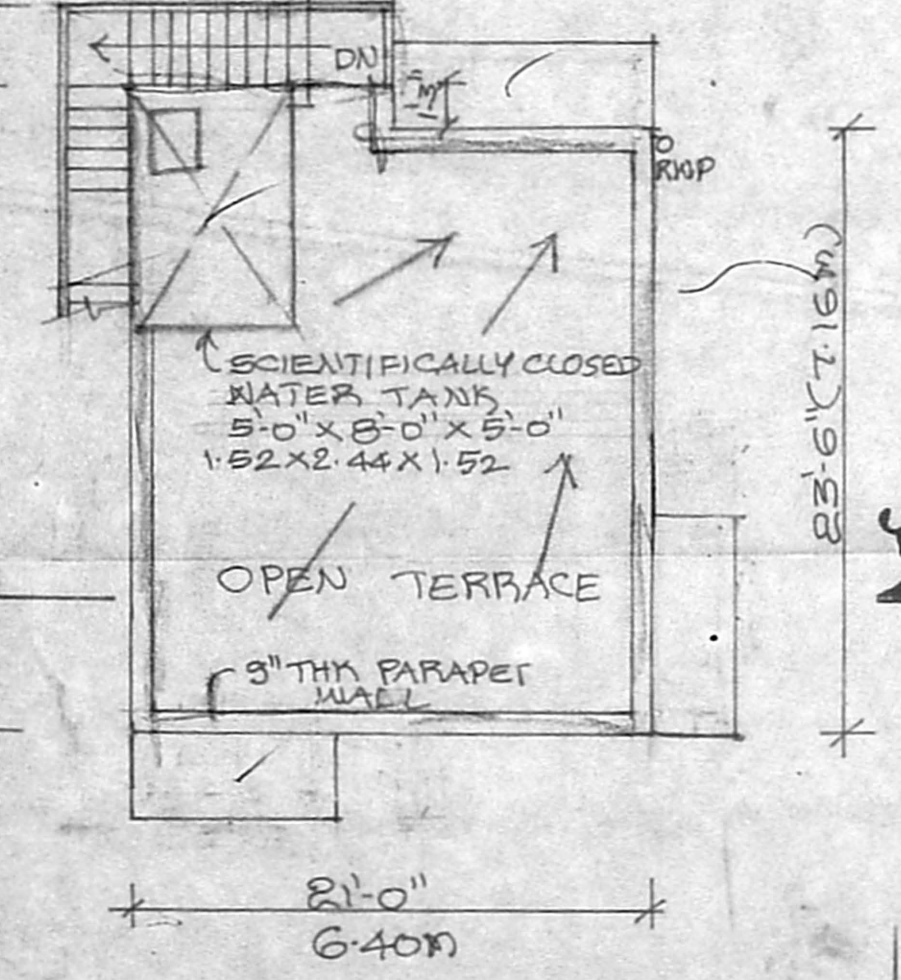 DN
RWP
SCIENTIFICALLY CLOSED
WATER TANK
5'-0" X 8'-0" X 5'-0"
1.52 X 2.44 X 1.52
23'-6" (7.16M)
OPEN TERRACE
9" THK PARAPET
WALL
21'-0"
6.40M